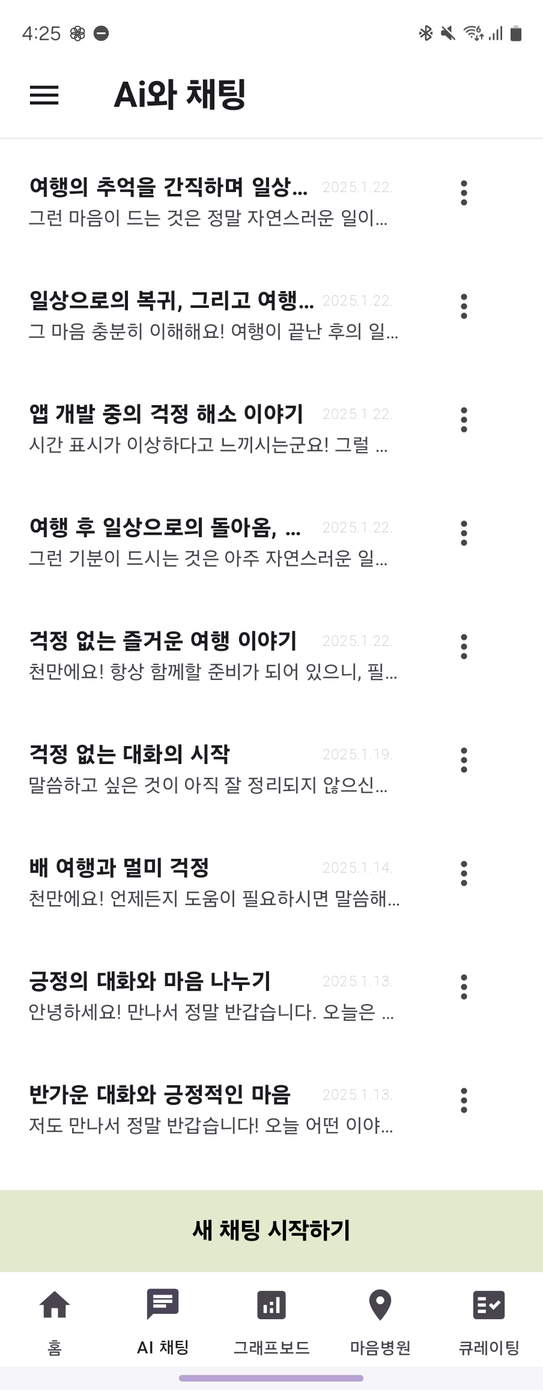 4:25
Ai와 채팅
여행의 추억을 간직하며 일상... 2025.1.22.
그런 마음이 드는 것은 정말 자연스러운 일이...
일상으로의 복귀, 그리고 여행... 2025.1.22.
그 마음 충분히 이해해요! 여행이 끝난 후의 일...
앱 개발 중의 걱정 해소 이야기 2025.1.22.
시간 표시가 이상하다고 느끼시는군요! 그럴 ...
여행 후 일상으로의 돌아옴, ... 2025.1.22.
그런 기분이 드시는 것은 아주 자연스러운 일...
걱정 없는 즐거운 여행 이야기 2025.1.22.
천만에요! 항상 함께할 준비가 되어 있으니, 필...
걱정 없는 대화의 시작 2025.1.19.
말씀하고 싶은 것이 아직 잘 정리되지 않으신...
배 여행과 멀미 걱정 2025.1.14.
천만에요! 언제든지 도움이 필요하시면 말씀해...
긍정의 대화와 마음 나누기 2025.1.13.
안녕하세요! 만나서 정말 반갑습니다. 오늘은 ...
반가운 대화와 긍정적인 마음 2025.1.13.
저도 만나서 정말 반갑습니다! 오늘 어떤 이야...
새 채팅 시작하기
홈 AI 채팅 그래프보드 마음병원 큐레이팅